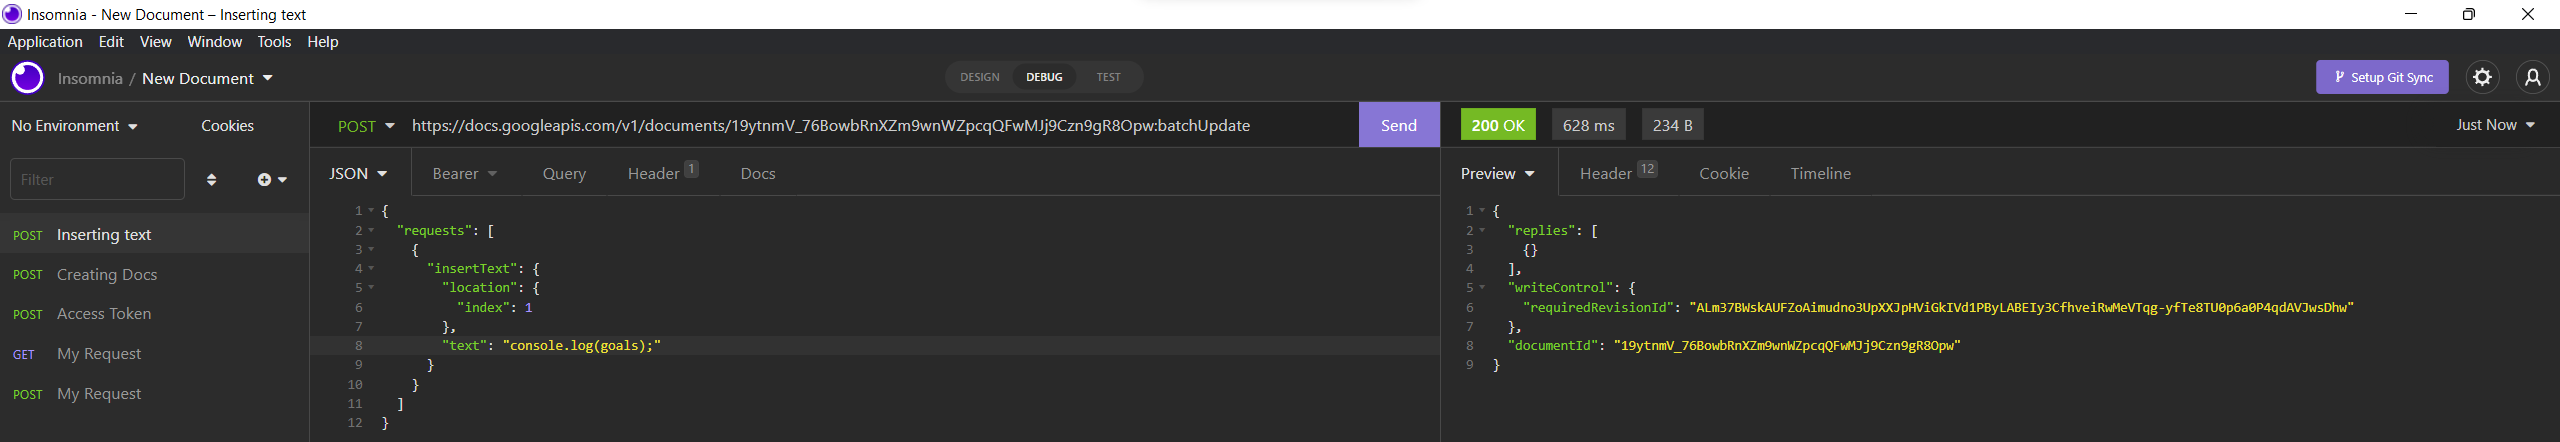 Insomnia - New Document – Inserting text
Application Edit View Window Tools Help
Insomnia / New Document
DESIGN DEBUG TEST
Setup Git Sync
No Environment Cookies
POST https://docs.googleapis.com/v1/documents/19ytnmV_76BowbRnXZm9wnWZpcqQFwMJj9Czn9gR8Opw:batchUpdate Send
200 OK 628 ms 234 B Just Now
Filter
POST Inserting text
POST Creating Docs
POST Access Token
GET My Request
POST My Request
JSON Bearer Query Header 1 Docs
1 {
2 "requests": [
3 {
4 "insertText": {
5 "location": {
6 "index": 1
7 },
8 "text": "console.log(goals);"
9 }
10 }
11 ]
12 }
Preview Header 12 Cookie Timeline
1 {
2 "replies": [
3 {}
4 ],
5 "writeControl": {
6 "requiredRevisionId": "ALm37BWskAUFZoAimudno3UpXXJpHViGkIVd1PByLABEIy3CfhveiRwMeVTqg-yfTe8TU0p6a0P4qdAVJwsDhw"
7 },
8 "documentId": "19ytnmV_76BowbRnXZm9wnWZpcqQFwMJj9Czn9gR8Opw"
9 }